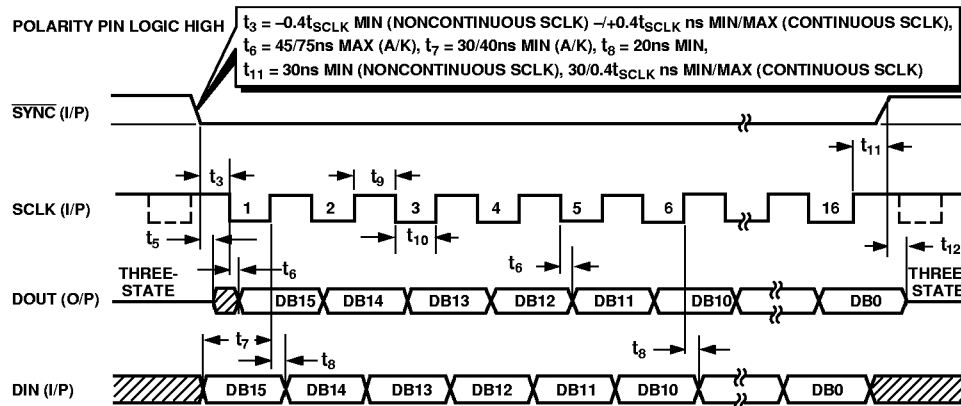 POLARITY PIN LOGIC HIGH
t3 = –0.4tSCLK MIN (NONCONTINUOUS SCLK) –/+0.4tSCLK ns MIN/MAX (CONTINUOUS SCLK),
t6 = 45/75ns MAX (A/K), t7 = 30/40ns MIN (A/K), t8 = 20ns MIN,
t11 = 30ns MIN (NONCONTINUOUS SCLK), 30/0.4tSCLK ns MIN/MAX (CONTINUOUS SCLK)
SYNC (I/P)
t11
t3
t9
SCLK (I/P)
1 2 3 4 5 6 16
t10
t5
t12
t6
t6
THREE-STATE
THREE-STATE
DOUT (O/P)
DB15 DB14 DB13 DB12 DB11 DB10 DB0
t7
t8
t8
DIN (I/P)
DB15 DB14 DB13 DB12 DB11 DB10 DB0